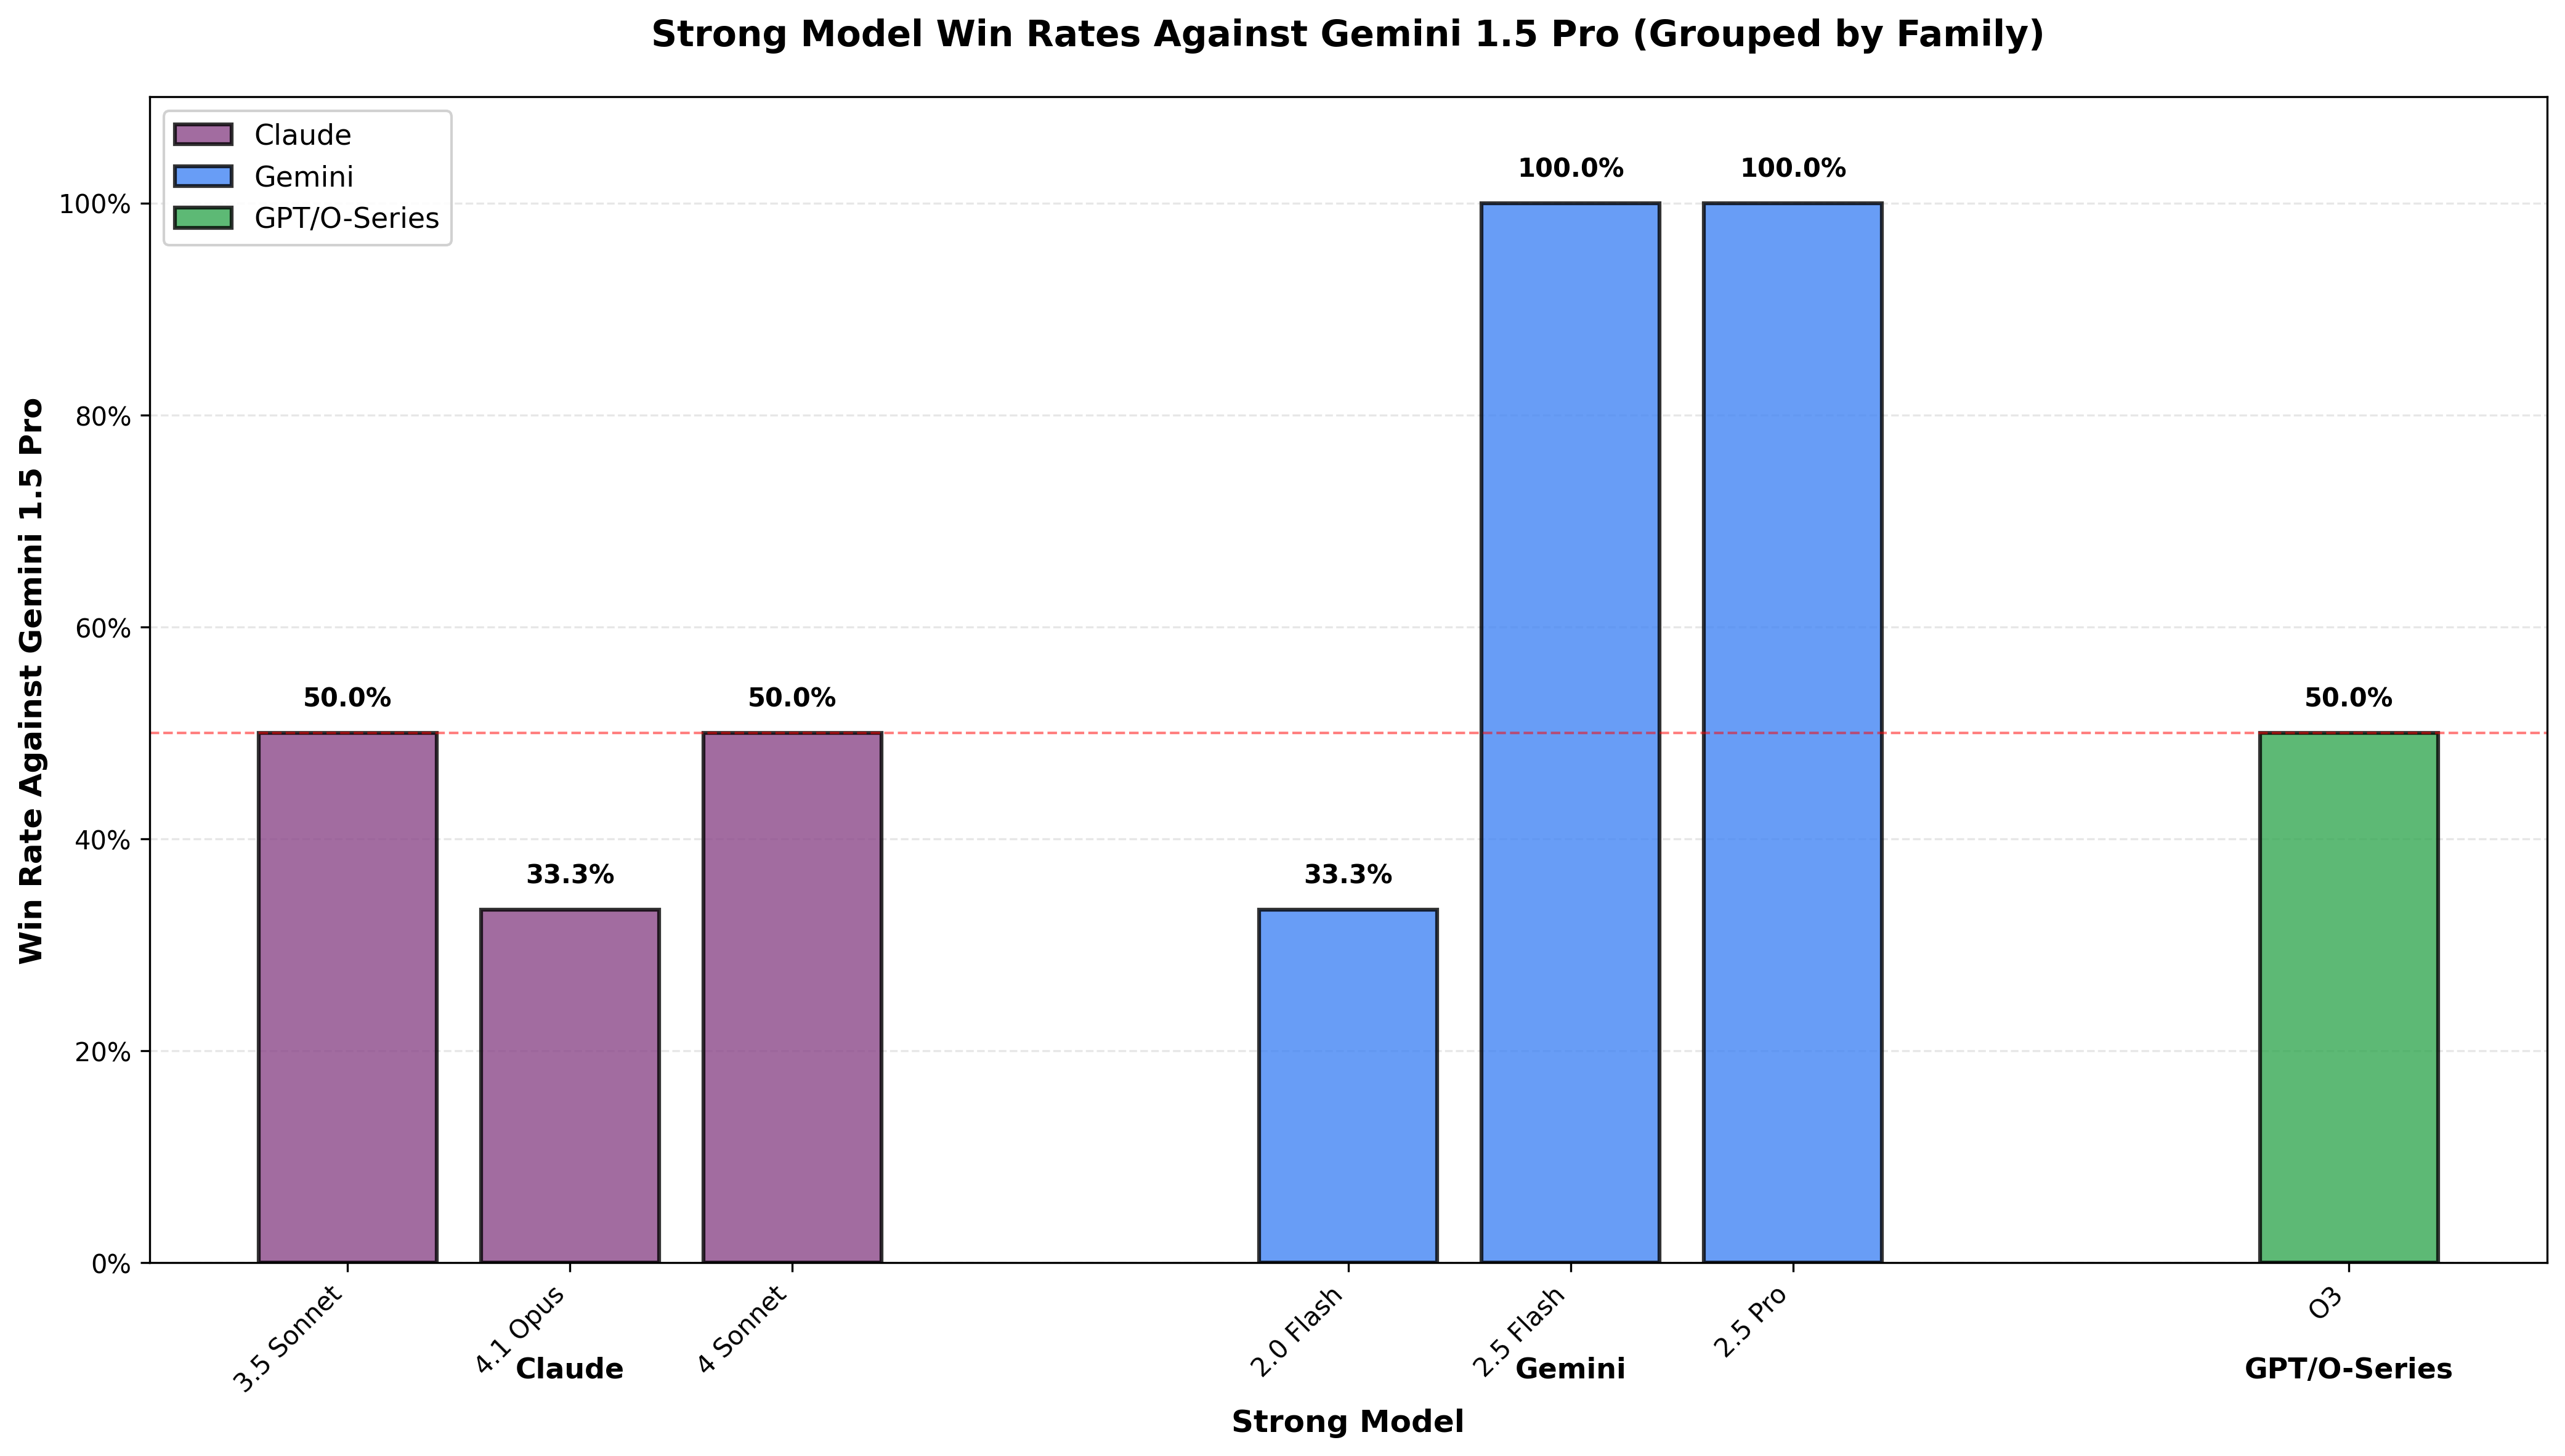 Strong Model Win Rates Against Gemini 1.5 Pro (Grouped by Family)
Claude
Gemini
GPT/O-Series
Win Rate Against Gemini 1.5 Pro
100%
80%
60%
40%
20%
0%
50.0%
33.3%
50.0%
33.3%
100.0%
100.0%
50.0%
3.5 Sonnet
4.1 Opus
4 Sonnet
2.0 Flash
2.5 Flash
2.5 Pro
O3
Claude
Gemini
GPT/O-Series
Strong Model